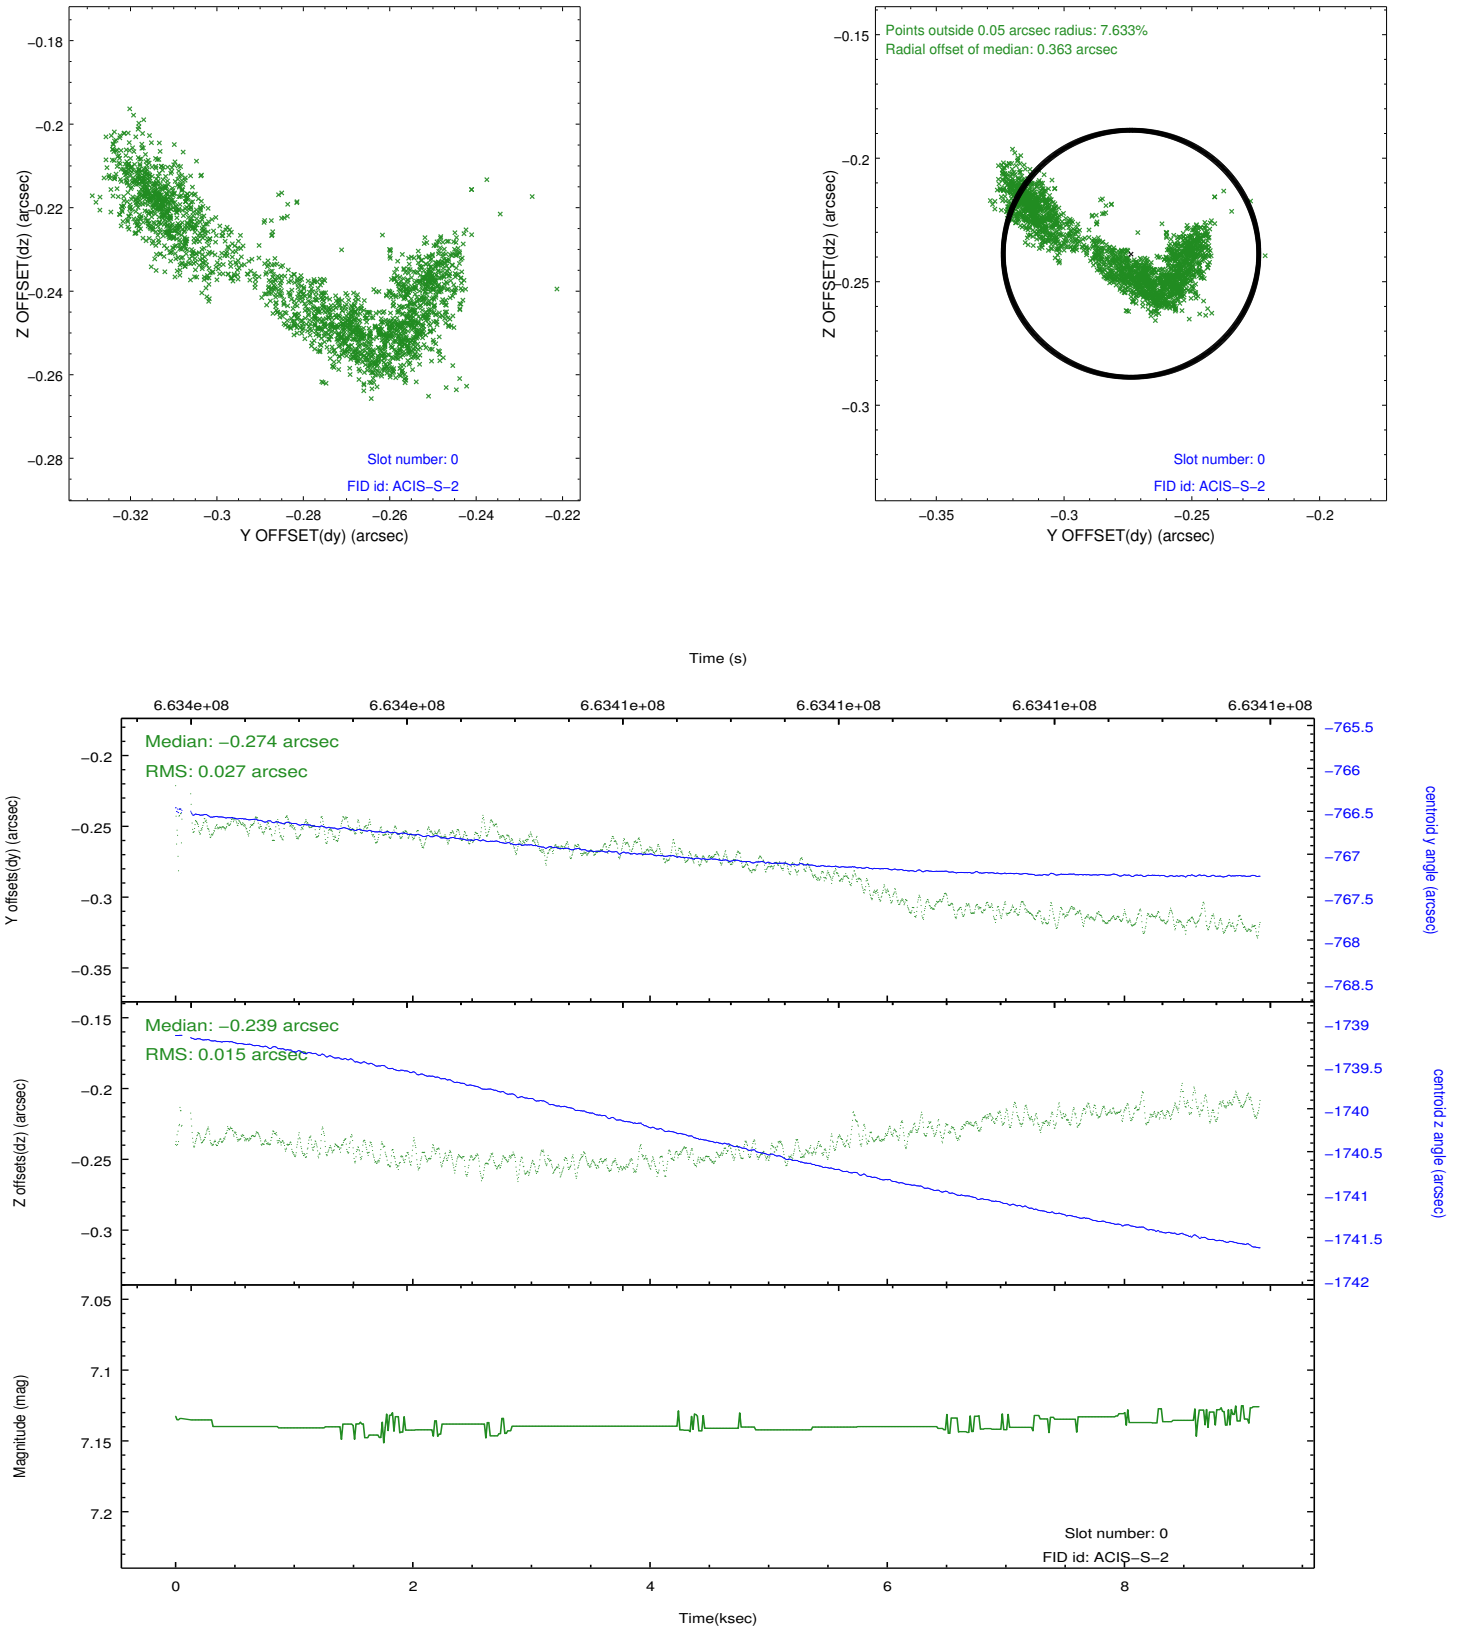 −0.18
−0.2
−0.22
−0.24
−0.26
−0.28
Z OFFSET(dz) (arcsec)
Slot number: 0
FID id: ACIS−S−2
−0.32 −0.3 −0.28 −0.26 −0.24 −0.22
Y OFFSET(dy) (arcsec)
Points outside 0.05 arcsec radius: 7.633%
Radial offset of median: 0.363 arcsec
−0.15
−0.2
−0.25
−0.3
Z OFFSET(dz) (arcsec)
Slot number: 0
FID id: ACIS−S−2
−0.35 −0.3 −0.25 −0.2
Y OFFSET(dy) (arcsec)
Time (s)
6.634e+08 6.634e+08 6.6341e+08 6.6341e+08 6.6341e+08 6.6341e+08
Median: −0.274 arcsec
RMS: 0.027 arcsec
−0.2
−0.25
−0.3
−0.35
Y offsets(dy) (arcsec)
−765.5
−766
−766.5
−767
−767.5
−768
−768.5
centroid y angle (arcsec)
Median: −0.239 arcsec
RMS: 0.015 arcsec
−0.15
−0.2
−0.25
−0.3
Z offsets(dz) (arcsec)
−1739
−1739.5
−1740
−1740.5
−1741
−1741.5
−1742
centroid z angle (arcsec)
7.05
7.1
7.15
7.2
Magnitude (mag)
Slot number: 0
FID id: ACIS−S−2
0 2 4 6 8
Time(ksec)